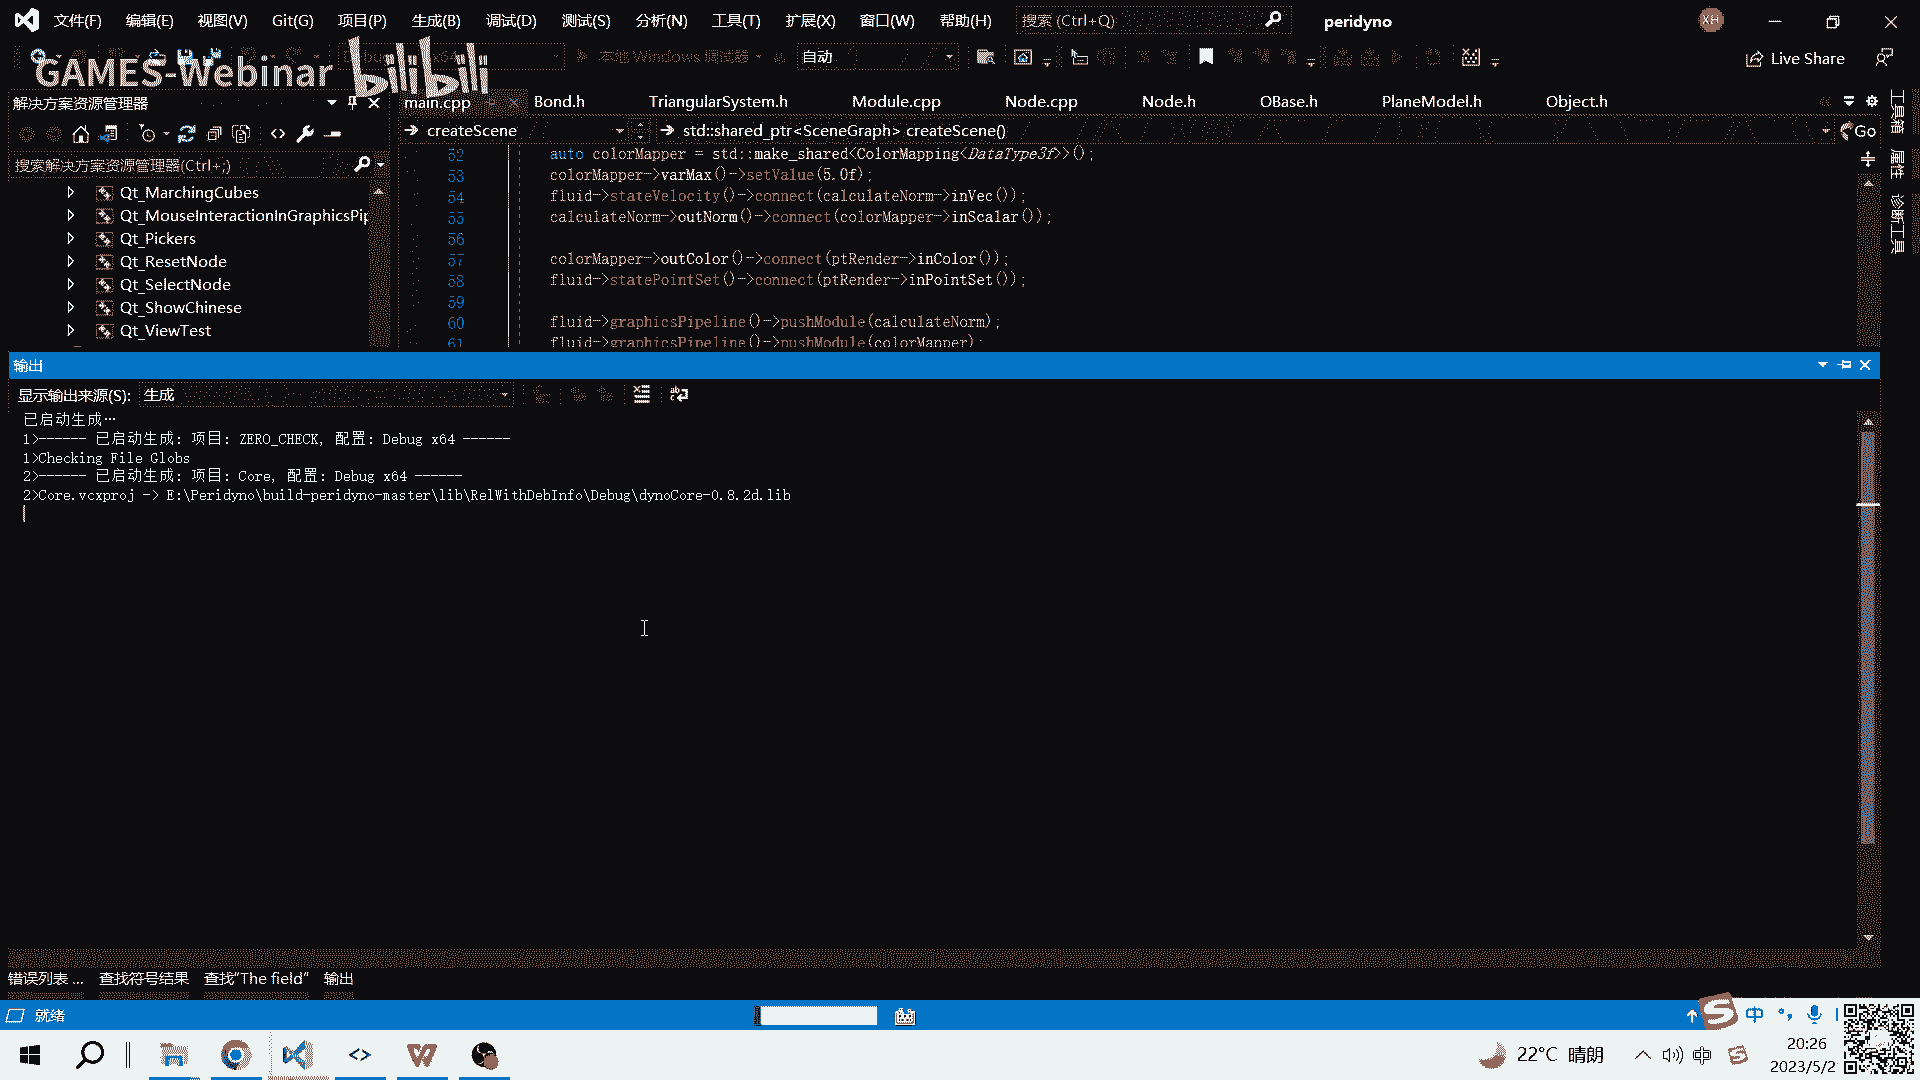 文件(F) 编辑(E) 视图(V) Git(G) 项目(P) 生成(B) 调试(D) 测试(S) 分析(N) 工具(T) 扩展(X) 窗口(W) 帮助(H) 搜索 (Ctrl+Q) peridyno XH
本地 Windows 调试器 自动 Live Share
GAMES-Webinar bilibili
解决方案资源管理器
main.cpp Bond.h TriangularSystem.h Module.cpp Node.cpp Node.h OBase.h PlaneModel.h Object.h
createScene std::shared_ptr<SceneGraph> createScene() Go
搜索解决方案资源管理器(Ctrl+;)
Qt_MarchingCubes
Qt_MouseInteractionInGraphicsPip
Qt_Pickers
Qt_ResetNode
Qt_SelectNode
Qt_ShowChinese
Qt_ViewTest
52 auto colorMapper = std::make_shared<ColorMapping<DataType3f>>();
53 colorMapper->varMax()->setValue(5.0f);
54 fluid->stateVelocity()->connect(calculateNorm->inVec());
55 calculateNorm->outNorm()->connect(colorMapper->inScalar());
56
57 colorMapper->outColor()->connect(ptRender->inColor());
58 fluid->statePointSet()->connect(ptRender->inPointSet());
59
60 fluid->graphicsPipeline()->pushModule(calculateNorm);
61 fluid->graphicsPipeline()->pushModule(colorMapper);
工具箱
属性
诊断工具
输出
显示输出来源(S): 生成
已启动生成…
1>------ 已启动生成: 项目: ZERO_CHECK, 配置: Debug x64 ------
1>Checking File Globs
2>------ 已启动生成: 项目: Core, 配置: Debug x64 ------
2>Core.vcxproj -> E:\Peridyno\build-peridyno-master\lib\RelWithDebInfo\Debug\dynoCore-0.8.2d.lib
错误列表 ... 查找符号结果 查找"The field" 输出
就绪
中
22°C 晴朗 中 20:26
2023/5/2